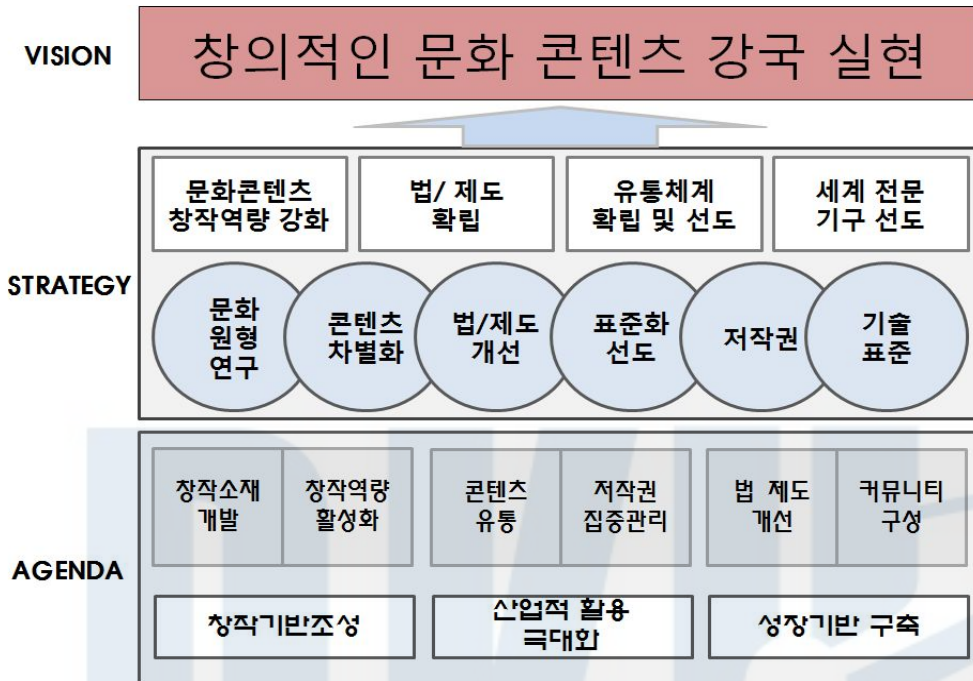 VISION
창의적인 문화 콘텐츠 강국 실현
STRATEGY
문화콘텐츠
창작역량 강화
법/ 제도
확립
유통체계
확립 및 선도
세계 전문
기구 선도
문화
원형
연구
콘텐츠
차별화
법/제도
개선
표준화
선도
저작권
기술
표준
AGENDA
창작소재
개발
창작역량
활성화
콘텐츠
유통
저작권
집중관리
법 제도
개선
커뮤니티
구성
창작기반조성
산업적 활용
극대화
성장기반 구축